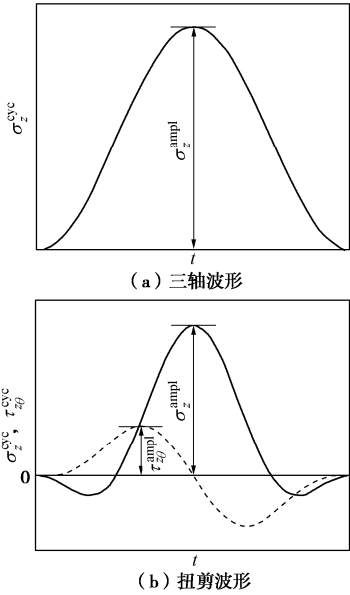 σ_z^cyc
σ_z^ampl
t
(a) 三轴波形
σ_z^cyc, τ_zθ^cyc
σ_z^ampl
τ_zθ^ampl
0
t
(b) 扭剪波形